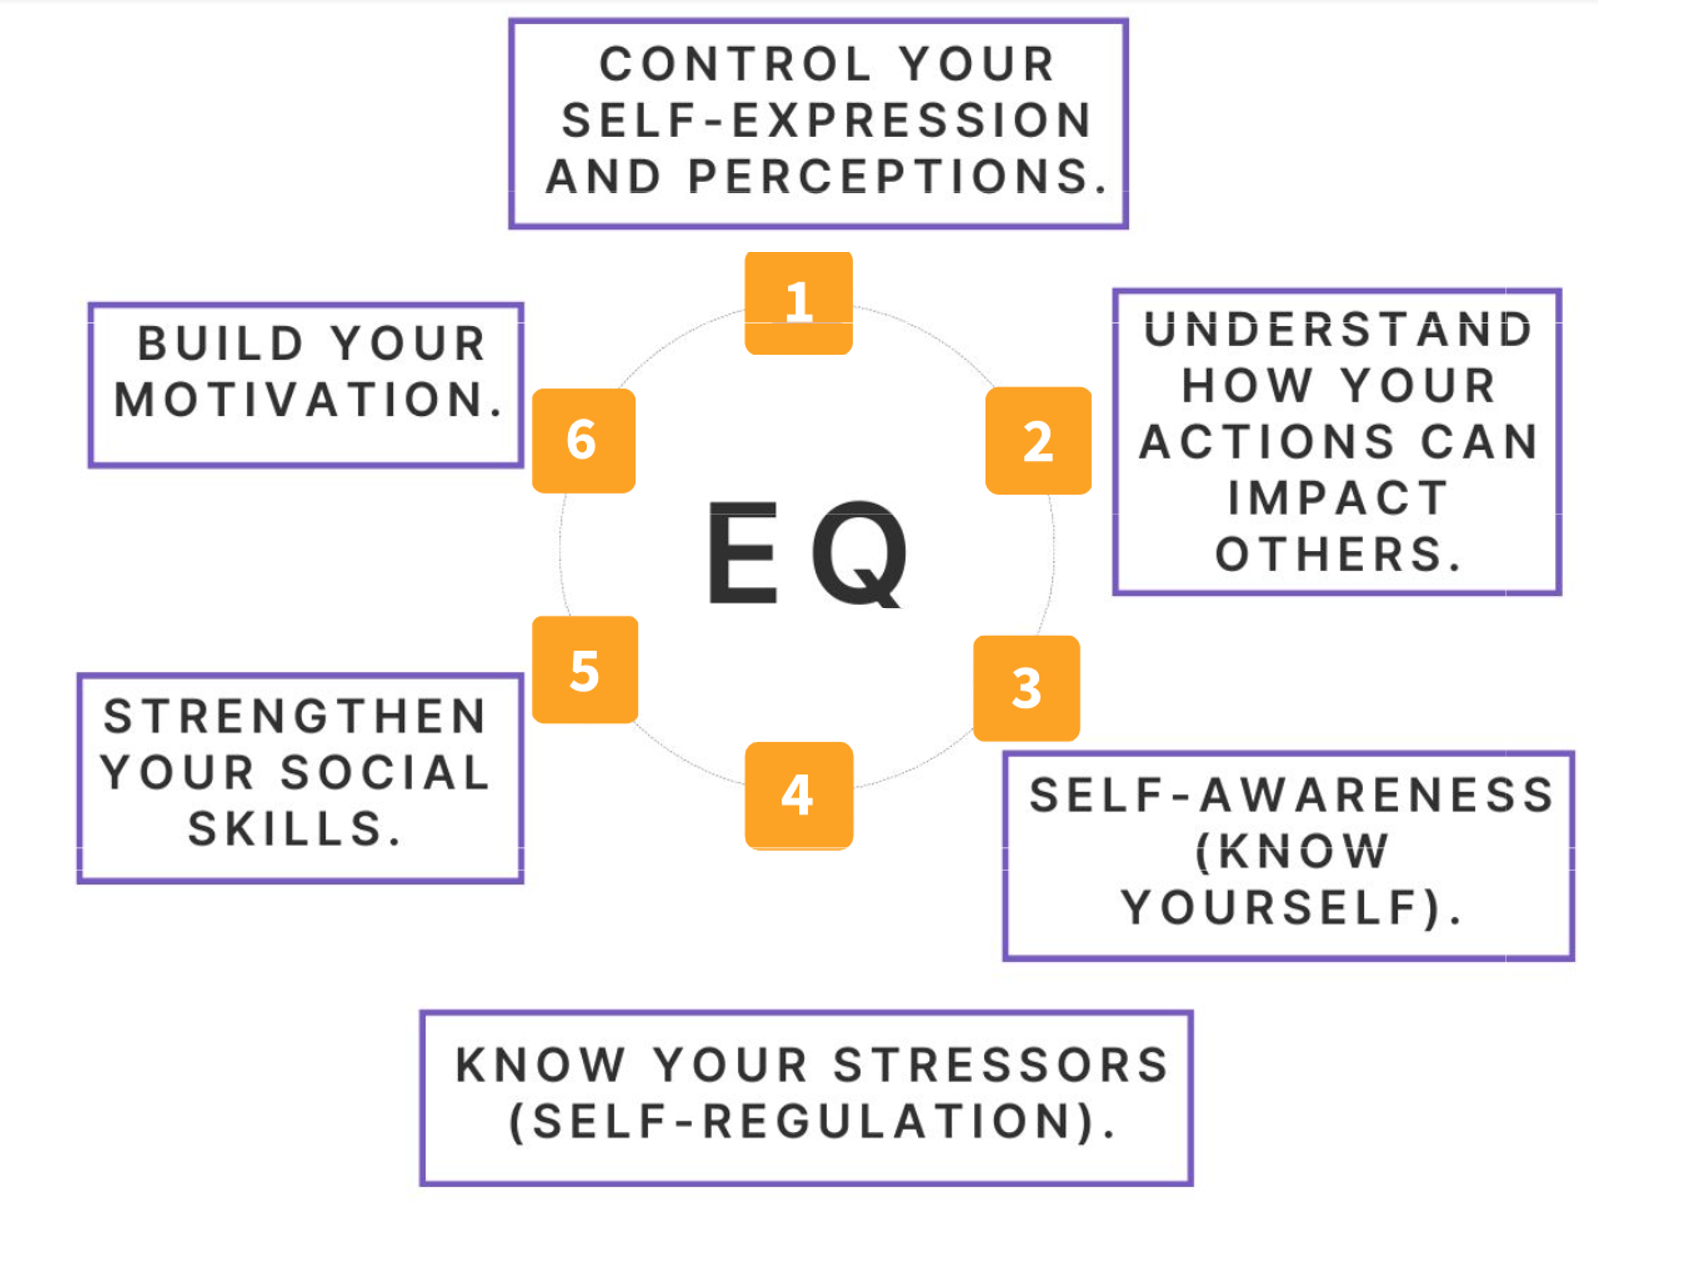 CONTROL YOUR
SELF-EXPRESSION
AND PERCEPTIONS.
1
BUILD YOUR
MOTIVATION.
6
2
UNDERSTAND
HOW YOUR
ACTIONS CAN
IMPACT
OTHERS.
EQ
5
3
STRENGTHEN
YOUR SOCIAL
SKILLS.
4
SELF-AWARENESS
(KNOW
YOURSELF).
KNOW YOUR STRESSORS
(SELF-REGULATION).